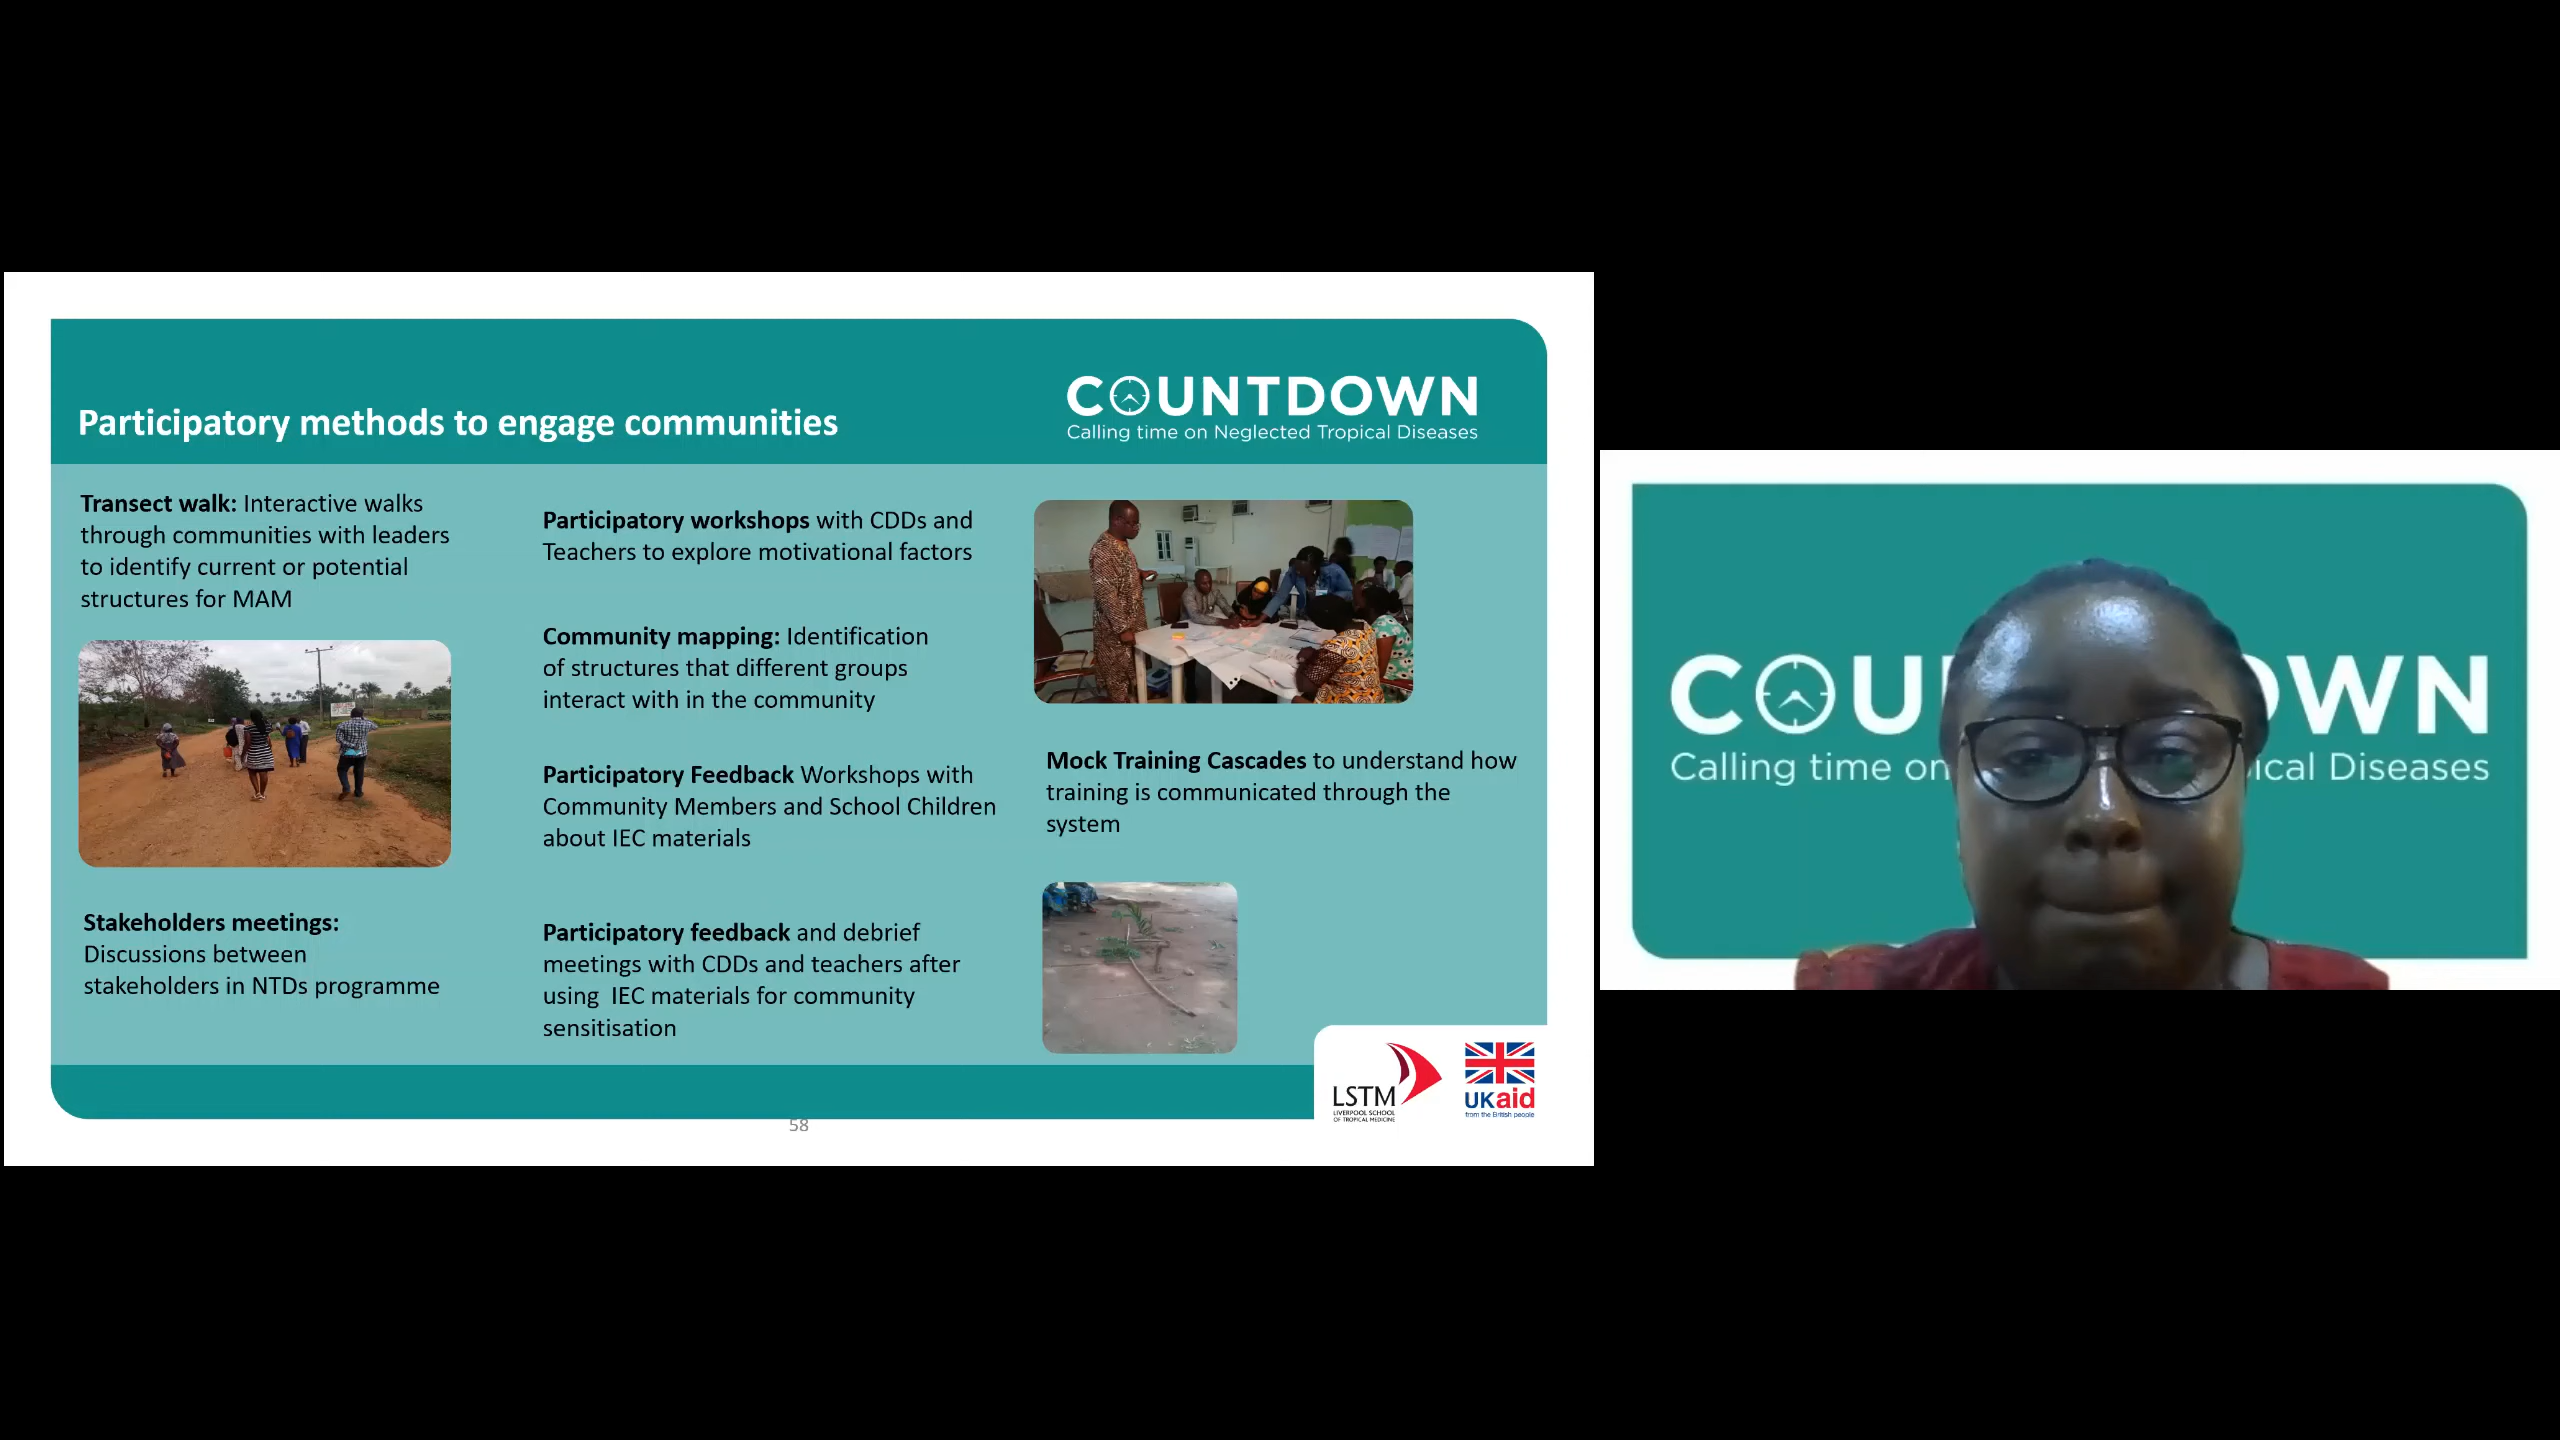 Participatory methods to engage communities
COUNTDOWN
Calling time on Neglected Tropical Diseases
Transect walk: Interactive walks
through communities with leaders
to identify current or potential
structures for MAM
Stakeholders meetings:
Discussions between
stakeholders in NTDs programme
Participatory workshops with CDDs and
Teachers to explore motivational factors
Community mapping: Identification
of structures that different groups
interact with in the community
Participatory Feedback Workshops with
Community Members and School Children
about IEC materials
Participatory feedback and debrief
meetings with CDDs and teachers after
using IEC materials for community
sensitisation
Mock Training Cascades to understand how
training is communicated through the
system
LSTM
LIVERPOOL SCHOOL
OF TROPICAL MEDICINE
UKaid
from the British people
58
COU WN
Calling time on ical Diseases